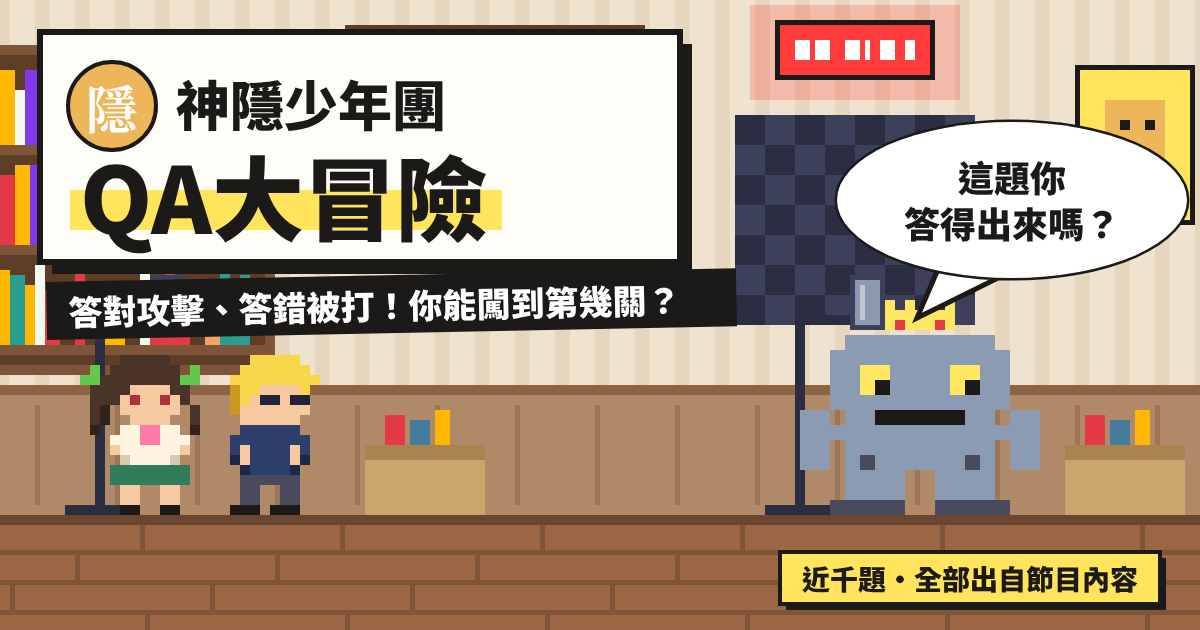 隱
神隱少年團
QA大冒險
答對攻擊、答錯被打！你能闖到第幾關？
這題你
答得出來嗎？
近千題・全部出自節目內容